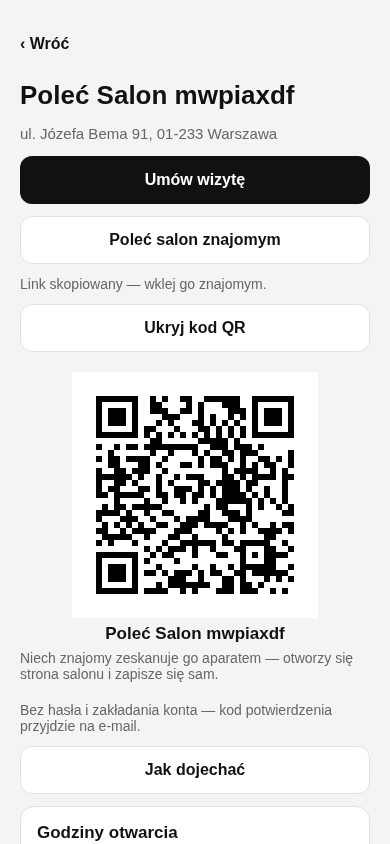 ‹ Wróć
Poleć Salon mwpiaxdf
ul. Józefa Bema 91, 01-233 Warszawa
Umów wizytę
Poleć salon znajomym
Link skopiowany — wklej go znajomym.
Ukryj kod QR
Poleć Salon mwpiaxdf
Niech znajomy zeskanuje go aparatem — otworzy się
strona salonu i zapisze się sam.
Bez hasła i zakładania konta — kod potwierdzenia
przyjdzie na e-mail.
Jak dojechać
Godziny otwarcia